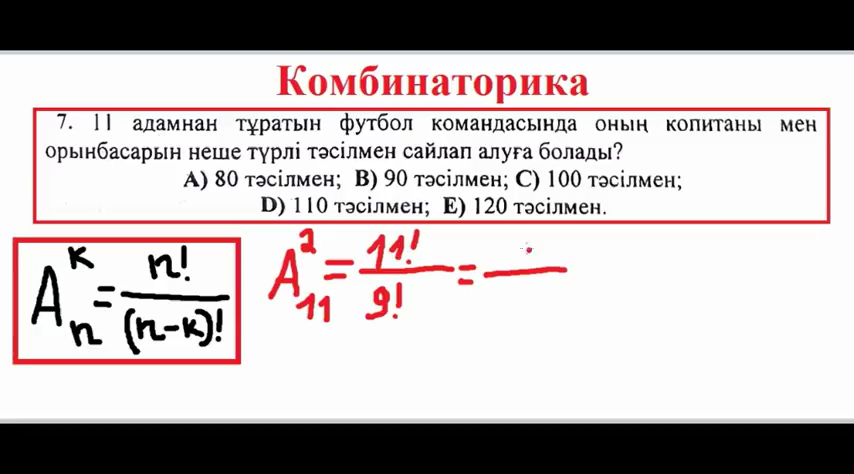 Комбинаторика
7. 11 адамнан тұратын футбол командасында оның копитаны мен
орынбасарын неше түрлі тәсілмен сайлап алуға болады?
A) 80 тәсілмен; B) 90 тәсілмен; C) 100 тәсілмен;
D) 110 тәсілмен; E) 120 тәсілмен.
A_n^k = n!/(n-k)!
A_11^2 = 11!/9! =